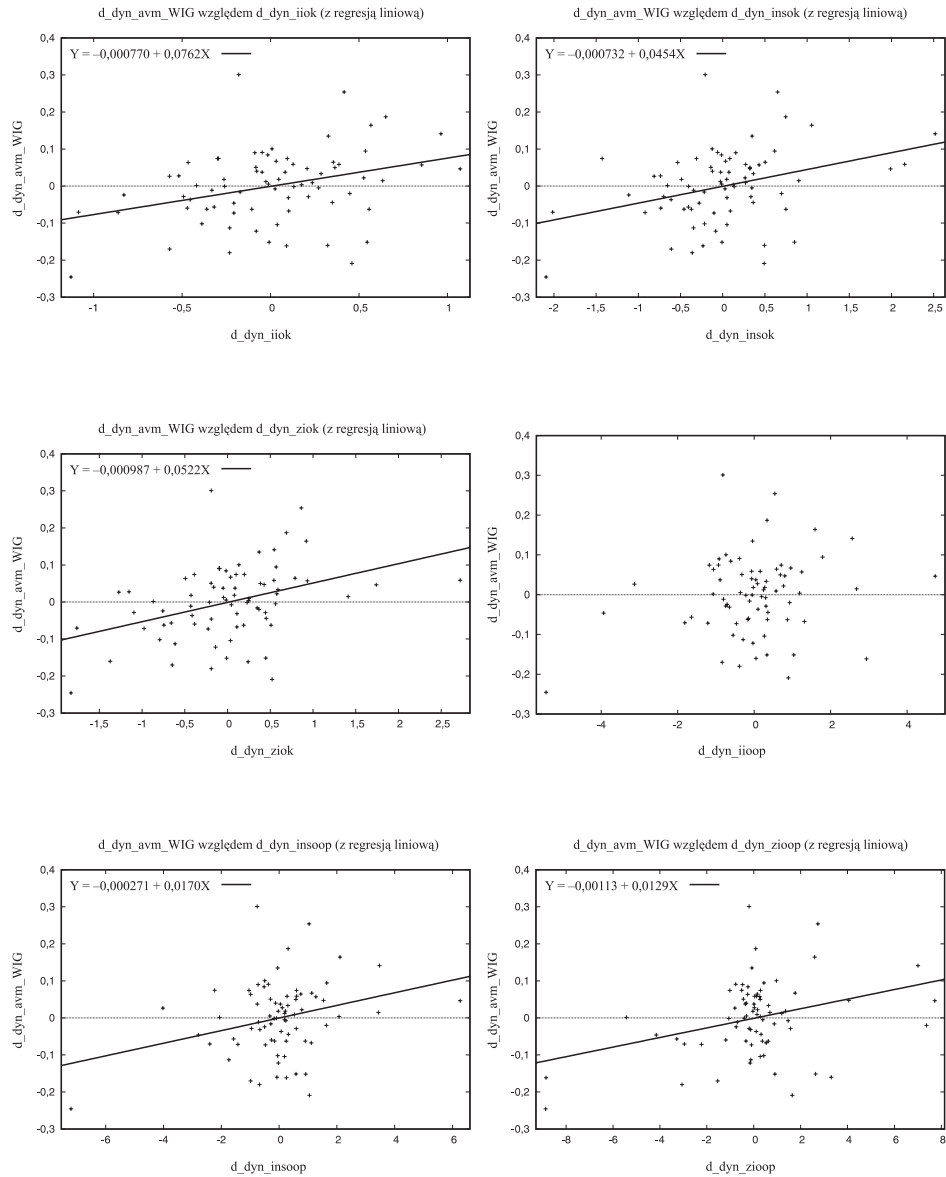 d_dyn_avm_WIG względem d_dyn_iiok (z regresją liniową)
Y = –0,000770 + 0,0762X
0,4
0,3
0,2
0,1
0
-0,1
-0,2
-0,3
d_dyn_avm_WIG
-1 -0,5 0 0,5 1
d_dyn_iiok
d_dyn_avm_WIG względem d_dyn_insok (z regresją liniową)
Y = –0,000732 + 0,0454X
0,4
0,3
0,2
0,1
0
-0,1
-0,2
-0,3
d_dyn_avm_WIG
-2 -1,5 -1 -0,5 0 0,5 1 1,5 2 2,5
d_dyn_insok
d_dyn_avm_WIG względem d_dyn_ziok (z regresją liniową)
Y = –0,000987 + 0,0522X
0,4
0,3
0,2
0,1
0
-0,1
-0,2
-0,3
d_dyn_avm_WIG
-1,5 -1 -0,5 0 0,5 1 1,5 2 2,5
d_dyn_ziok
0,4
0,3
0,2
0,1
0
-0,1
-0,2
-0,3
d_dyn_avm_WIG
-4 -2 0 2 4
d_dyn_iioop
d_dyn_avm_WIG względem d_dyn_insoop (z regresją liniową)
Y = –0,000271 + 0,0170X
0,4
0,3
0,2
0,1
0
-0,1
-0,2
-0,3
d_dyn_avm_WIG
-6 -4 -2 0 2 4 6
d_dyn_insoop
d_dyn_avm_WIG względem d_dyn_zioop (z regresją liniową)
Y = –0,00113 + 0,0129X
0,4
0,3
0,2
0,1
0
-0,1
-0,2
-0,3
d_dyn_avm_WIG
-8 -6 -4 -2 0 2 4 6 8
d_dyn_zioop